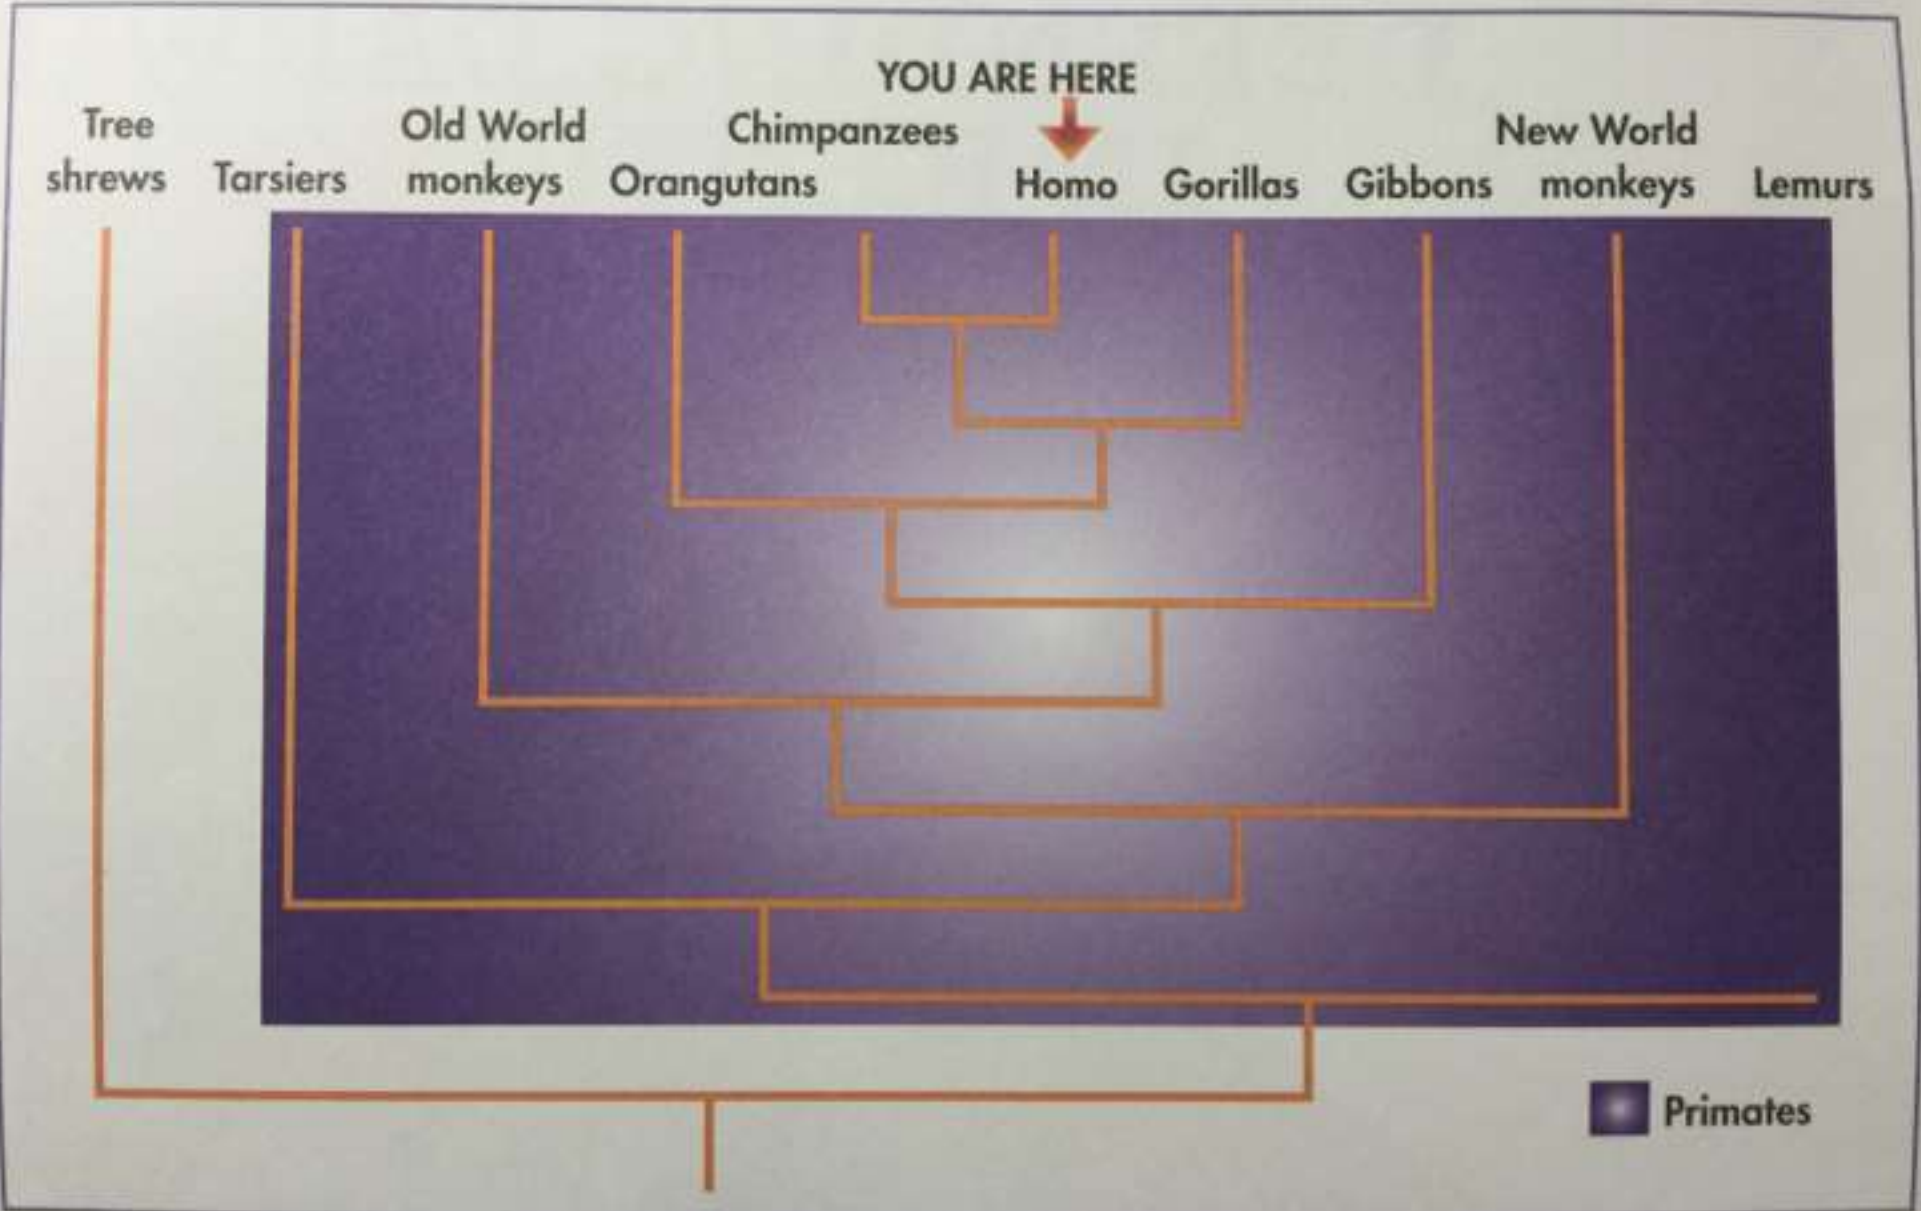 YOU ARE HERE
Tree
shrews
Tarsiers
Old World
monkeys
Orangutans
Chimpanzees
Homo
Gorillas
Gibbons
New World
monkeys
Lemurs
Primates